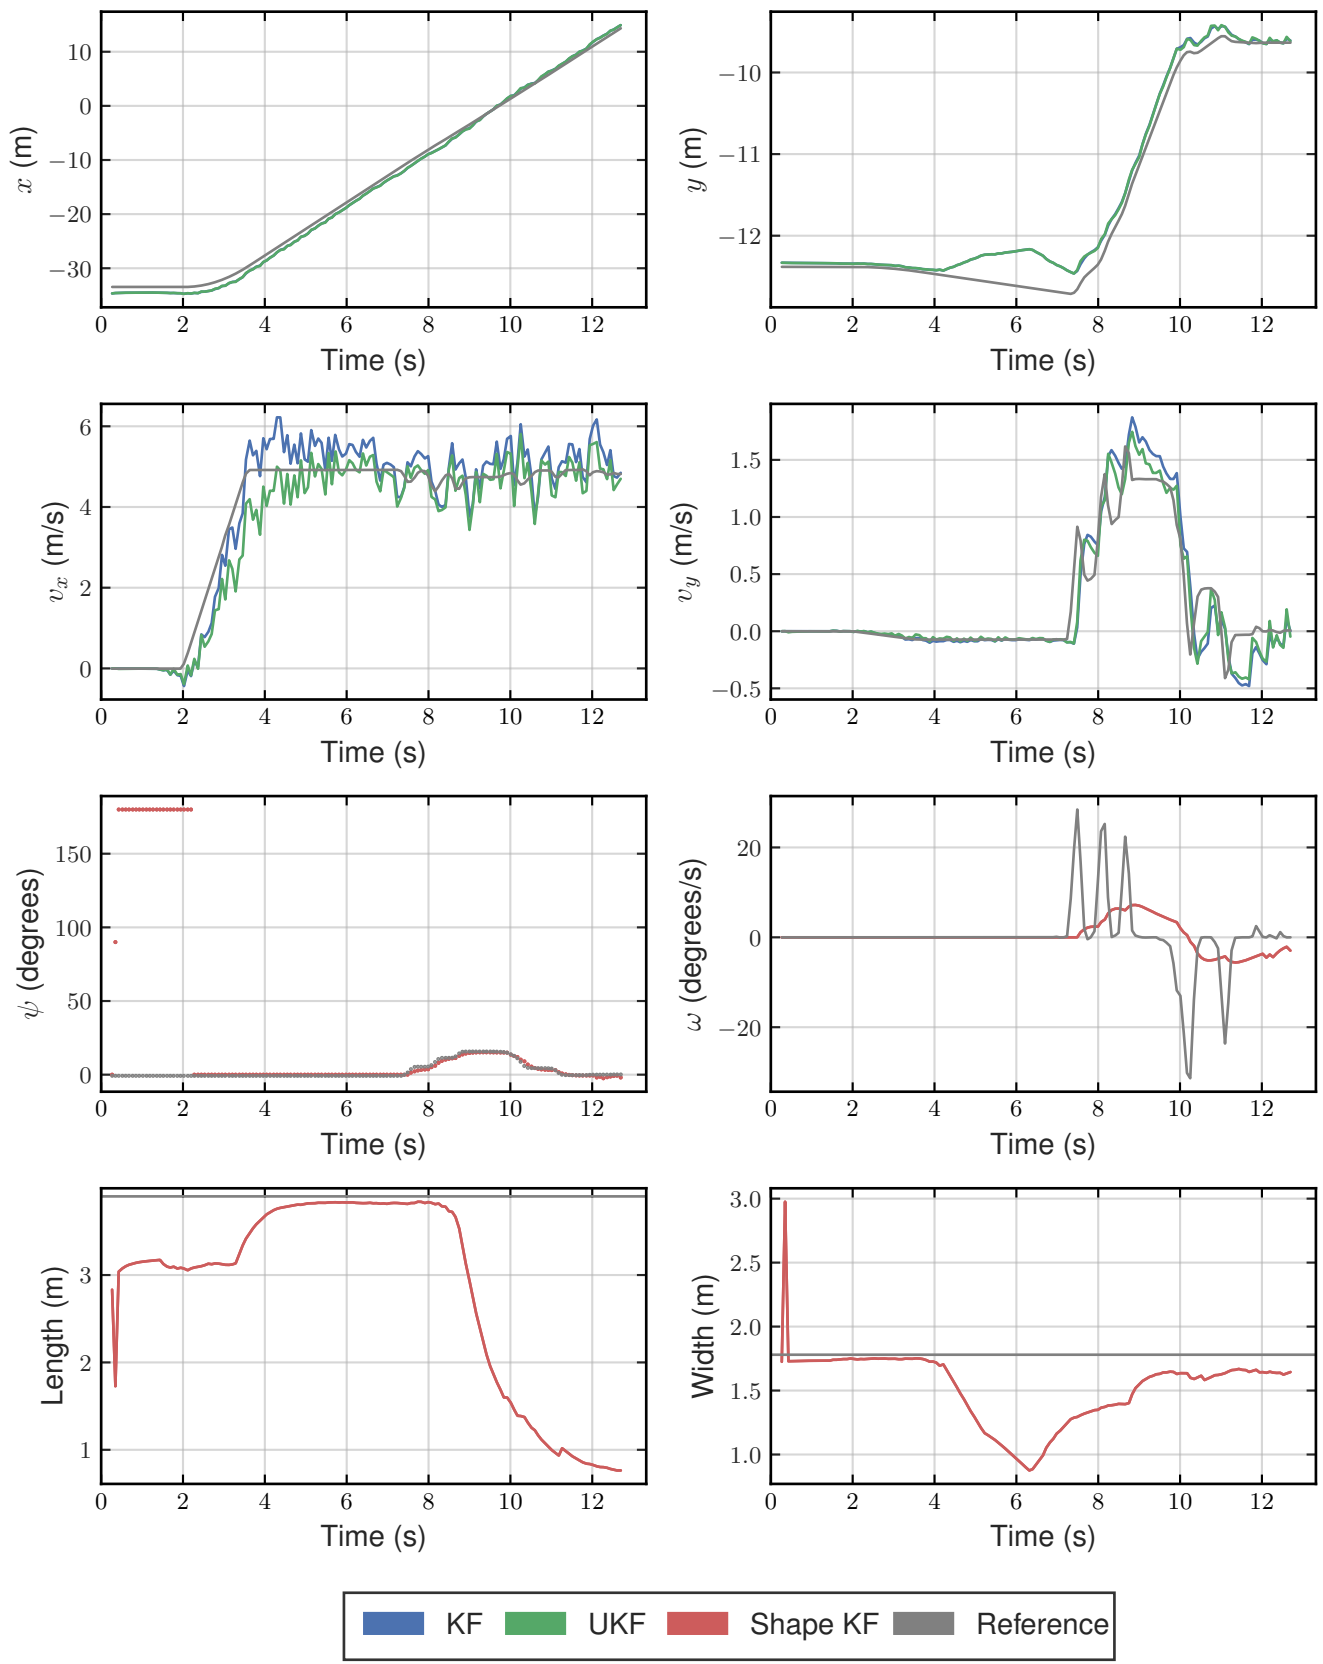 10
0
−10
−20
−30
x (m)
0 2 4 6 8 10 12
Time (s)
−10
−11
−12
y (m)
0 2 4 6 8 10 12
Time (s)
6
4
2
0
v_x (m/s)
0 2 4 6 8 10 12
Time (s)
1.5
1.0
0.5
0.0
−0.5
v_y (m/s)
0 2 4 6 8 10 12
Time (s)
150
100
50
0
ψ (degrees)
0 2 4 6 8 10 12
Time (s)
20
0
−20
ω (degrees/s)
0 2 4 6 8 10 12
Time (s)
3
2
1
Length (m)
0 2 4 6 8 10 12
Time (s)
3.0
2.5
2.0
1.5
1.0
Width (m)
0 2 4 6 8 10 12
Time (s)
KF UKF Shape KF Reference